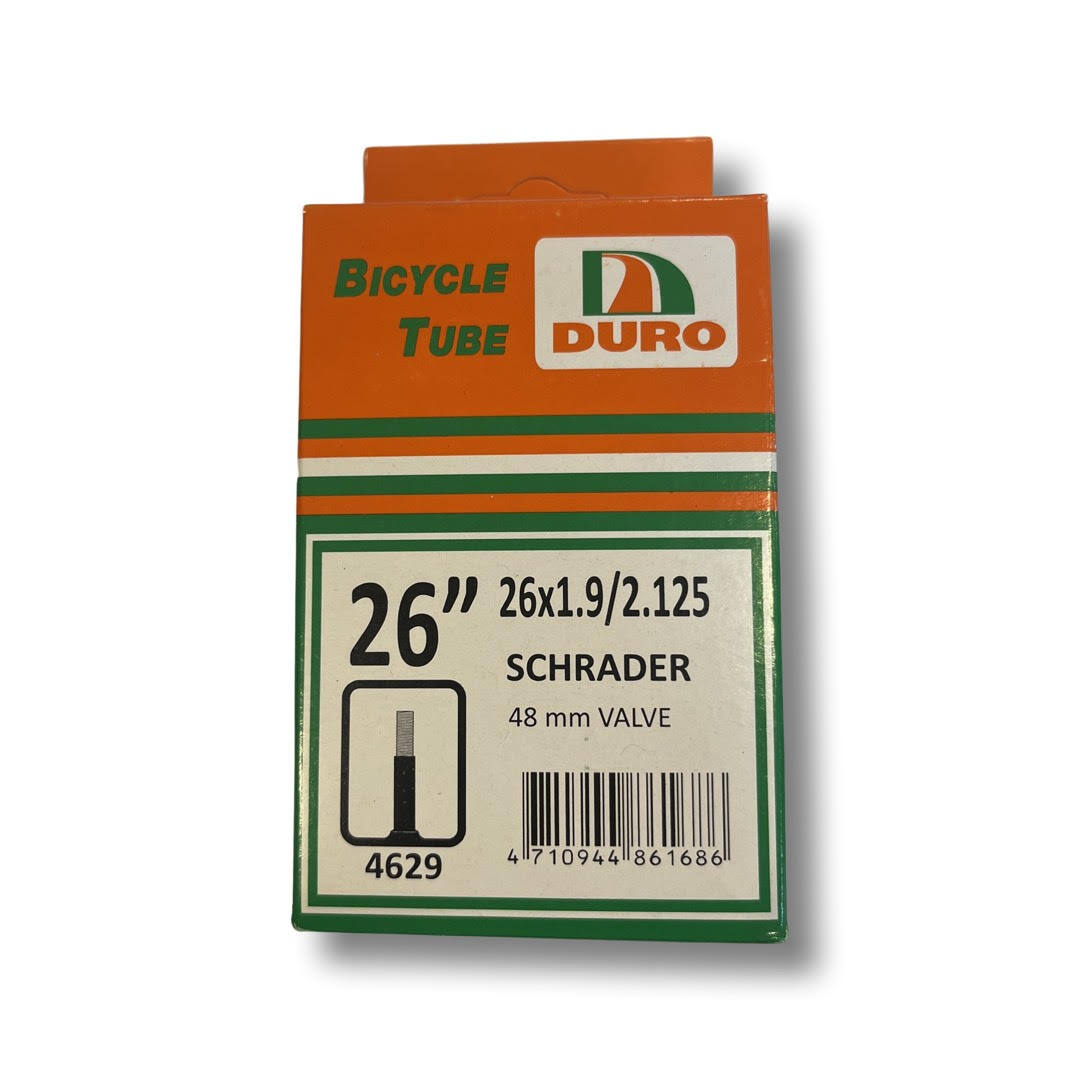 BICYCLE
TUBE
DURO
26” 26x1.9/2.125
SCHRADER
48 mm VALVE
4629
4 710944 861686